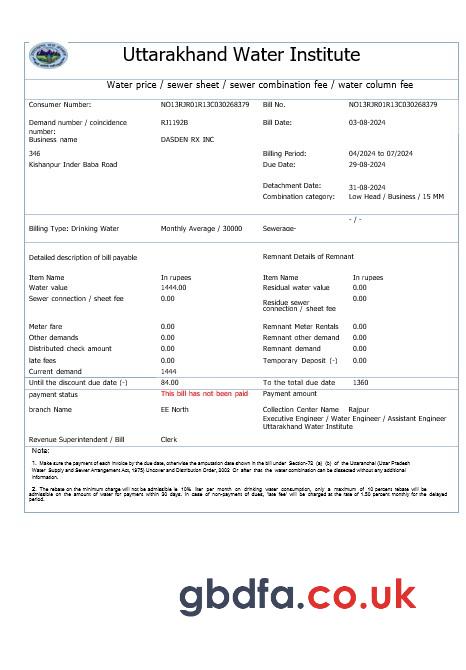 Uttarakhand Water Institute
Water price / sewer sheet / sewer combination fee / water column fee
Consumer Number: NO13RJR01R13C030268379 Bill No. NO13RJR01R13C030268379
Demand number / coincidence number: RJ1192B Bill Date: 03-08-2024
Business name DASDEN RX INC
346 Billing Period: 04/2024 to 07/2024
Kishanpur Inder Baba Road Due Date: 29-08-2024
Detachment Date: 31-08-2024
Combination category: Low Head / Business / 15 MM
- / -
Billing Type: Drinking Water Monthly Average / 30000 Sewerage-
Detailed description of bill payable Remnant Details of Remnant
Item Name In rupees Item Name In rupees
Water value 1444.00 Residual water value 0.00
Sewer connection / sheet fee 0.00 Residue sewer connection / sheet fee 0.00
Meter fare 0.00 Remnant Meter Rentals 0.00
Other demands 0.00 Remnant other demand 0.00
Distributed check amount 0.00 Remnant demand 0.00
late fees 0.00 Temporary Deposit (-) 0.00
Current demand 1444
Until the discount due date (-) 84.00 To the total due date 1360
payment status This bill has not been paid Payment amount
branch Name EE North Collection Center Name Rajpur
Executive Engineer / Water Engineer / Assistant Engineer
Uttarakhand Water Institute
Revenue Superintendent / Bill Clerk
Note:
1. Make sure the payment of each invoice by the due date, otherwise the amputation date shown in the bill under Section-72 (a) (b) of the Uttaranchal (Uttar Pradesh
Water Supply and Sewer Arrangement Act, 1975) Uncover and Distribution Order, 2002 Or after that the water combination can be dissected without any additional
information.
2. The rebate on the minimum charge will not be admissible ie 10% liter per month on drinking water consumption, only a maximum of 10 percent rebate will be
admissible on the amount of water for payment within 30 days. In case of non-payment of dues, 'late fee' will be charged at the rate of 1.50 percent monthly for the delayed
period.
gbdfa.co.uk